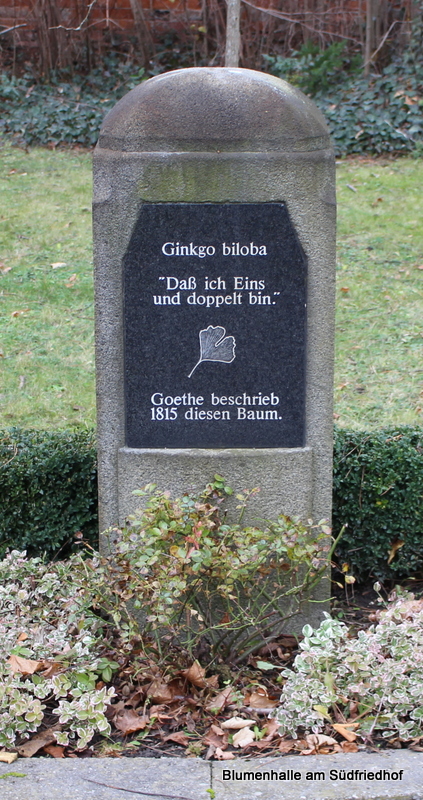 Ginkgo biloba
"Daß ich Eins
und doppelt bin."
Goethe beschrieb
1815 diesen Baum.
Blumenhalle am Südfriedhof